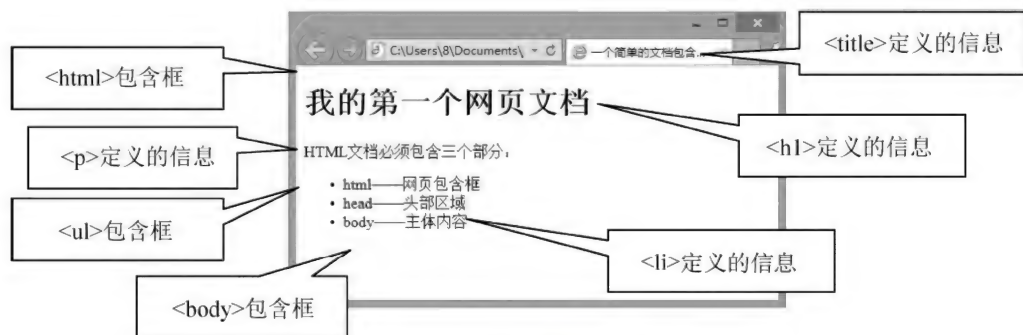 <title>定义的信息
C:\Users\8\Documents\
一个简单的文档包含...
<html>包含框
我的第一个网页文档
<h1>定义的信息
<p>定义的信息
HTML文档必须包含三个部分：
• html——网页包含框
• head——头部区域
• body——主体内容
<ul>包含框
<li>定义的信息
<body>包含框